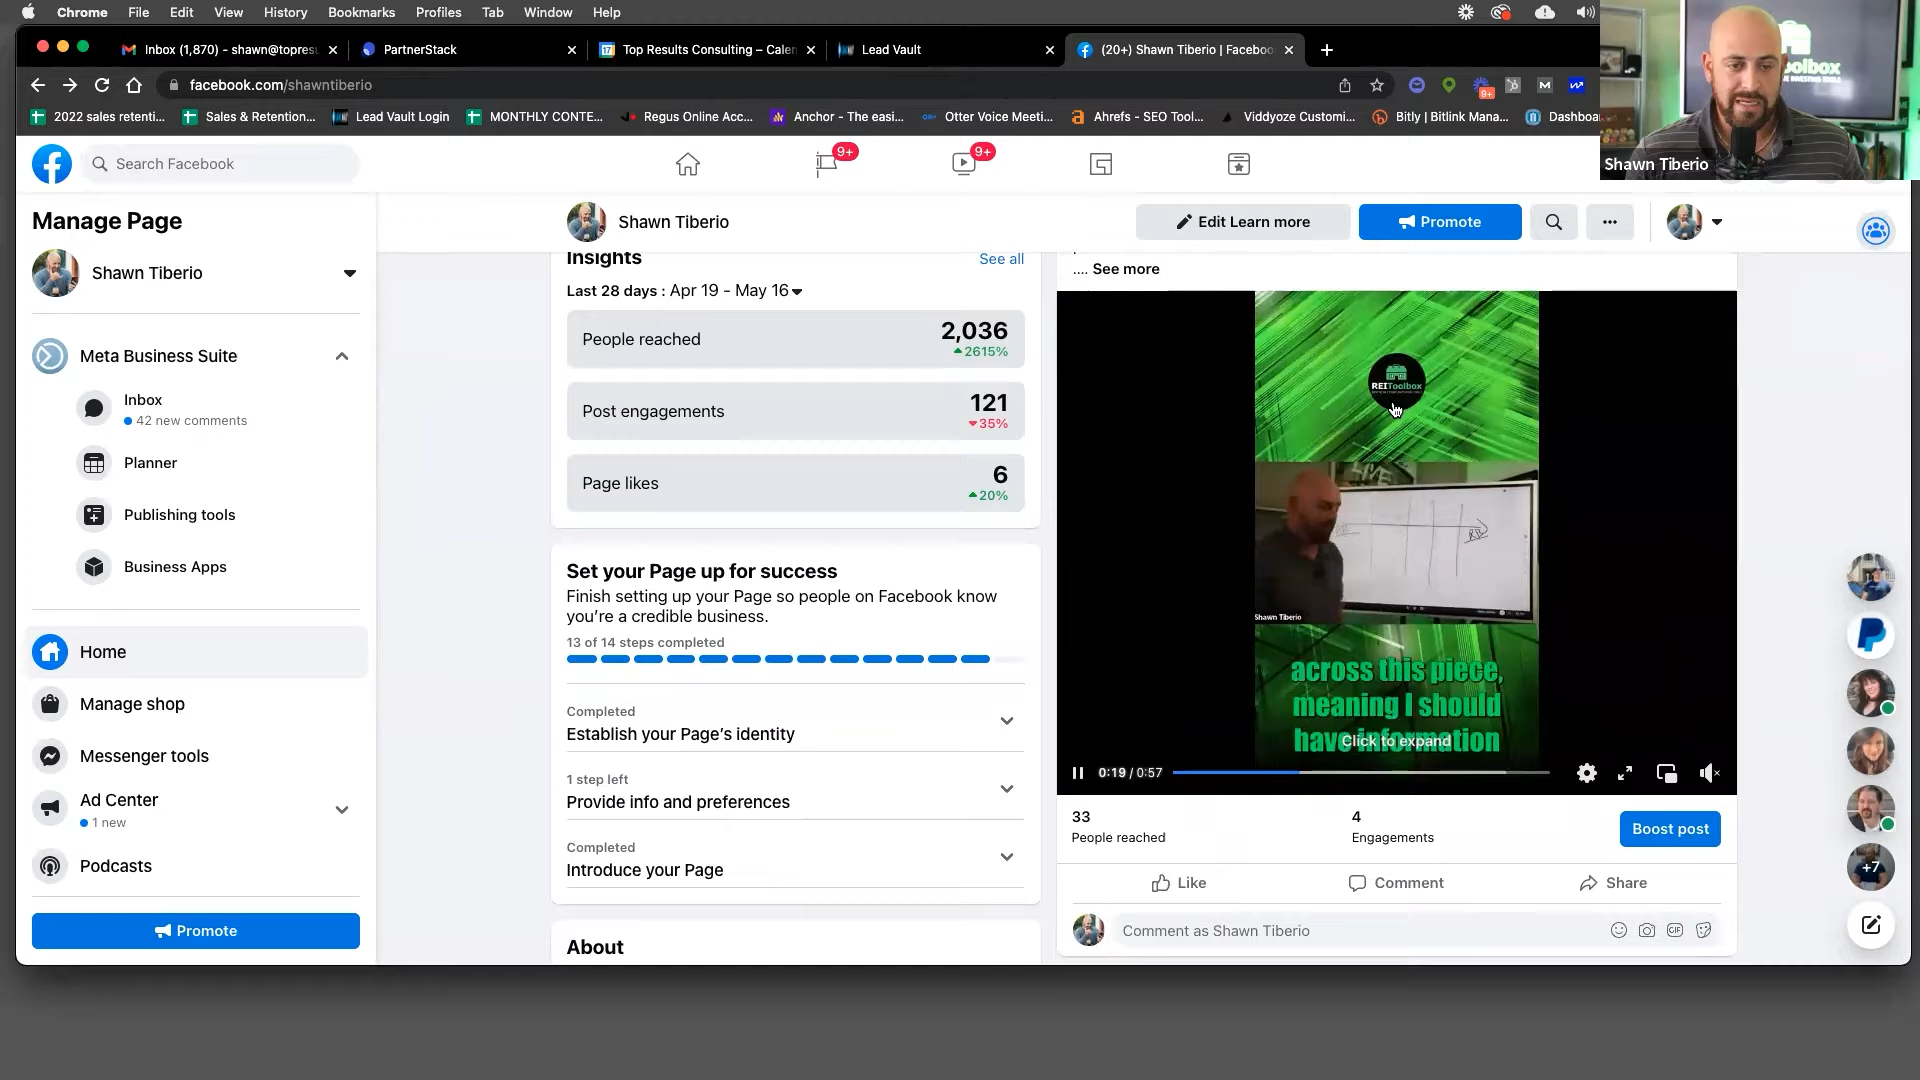 Chrome File Edit View History Bookmarks Profiles Tab Window Help
Inbox (1,870) - shawn@topresu
PartnerStack
17 Top Results Consulting – Calen
Lead Vault
(20+) Shawn Tiberio | Faceboo
facebook.com/shawntiberio
9+
2022 sales retenti...
Sales & Retention...
Lead Vault Login
MONTHLY CONTE...
Regus Online Acc...
Anchor - The easi...
Otter Voice Meeti...
Ahrefs - SEO Tool...
Viddyoze Customi...
Bitly | Bitlink Mana...
Dashboa
Toolbox
Shawn Tiberio
Search Facebook
9+
9+
Manage Page
Shawn Tiberio
Meta Business Suite
Inbox
42 new comments
Planner
Publishing tools
Business Apps
Home
Manage shop
Messenger tools
Ad Center
1 new
Podcasts
Promote
Shawn Tiberio
Edit Learn more
Promote
Insights
See all
Last 28 days : Apr 19 - May 16
People reached
2,036
2615%
Post engagements
121
35%
Page likes
6
20%
Set your Page up for success
Finish setting up your Page so people on Facebook know
you're a credible business.
13 of 14 steps completed
Completed
Establish your Page's identity
1 step left
Provide info and preferences
Completed
Introduce your Page
About
.... See more
REIToolbox
LIVE
Shawn Tiberio
across this piece,
meaning I should
have information
Click to expand
0:19 / 0:57
33
People reached
4
Engagements
Boost post
Like
Comment
Share
Comment as Shawn Tiberio
GIF
+7